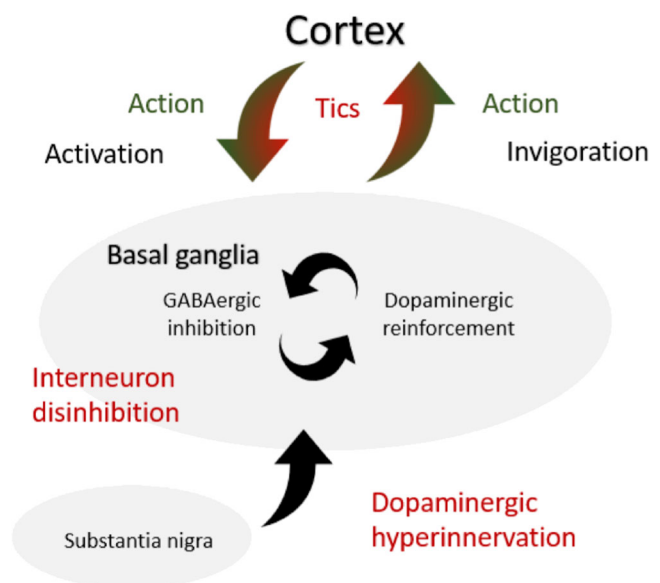 Cortex
Action
Tics
Action
Activation
Invigoration
Basal ganglia
GABAergic
inhibition
Dopaminergic
reinforcement
Interneuron
disinhibition
Dopaminergic
hyperinnervation
Substantia nigra